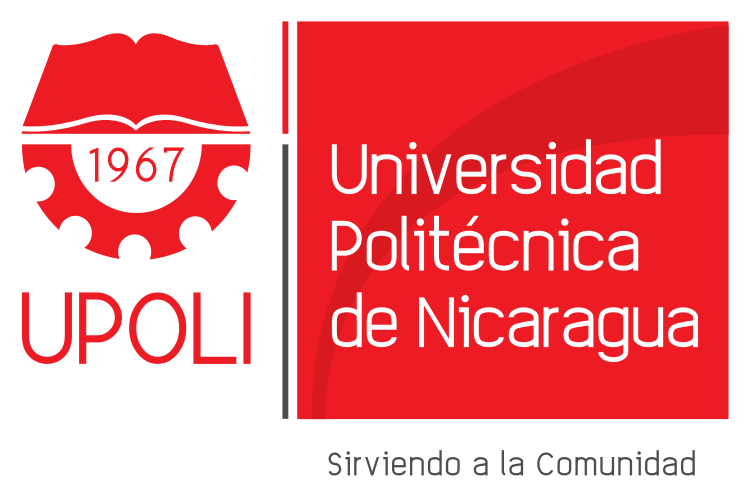 1967
UPOLI
Universidad
Politécnica
de Nicaragua
Sirviendo a la Comunidad